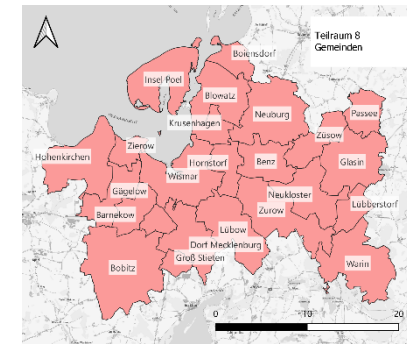 Teilraum 8
Gemeinden
Boiensdorf
Insel Poel
Blowatz
Neuburg
Passee
Krusenhagen
Züsow
Zierow
Hohenkirchen
Hornstorf
Benz
Glasin
Wismar
Gägelow
Neukloster
Lübberstorf
Barnekow
Zurow
Lübow
Dorf Mecklenburg
Groß Stieten
Bobitz
Warin
0
10
20